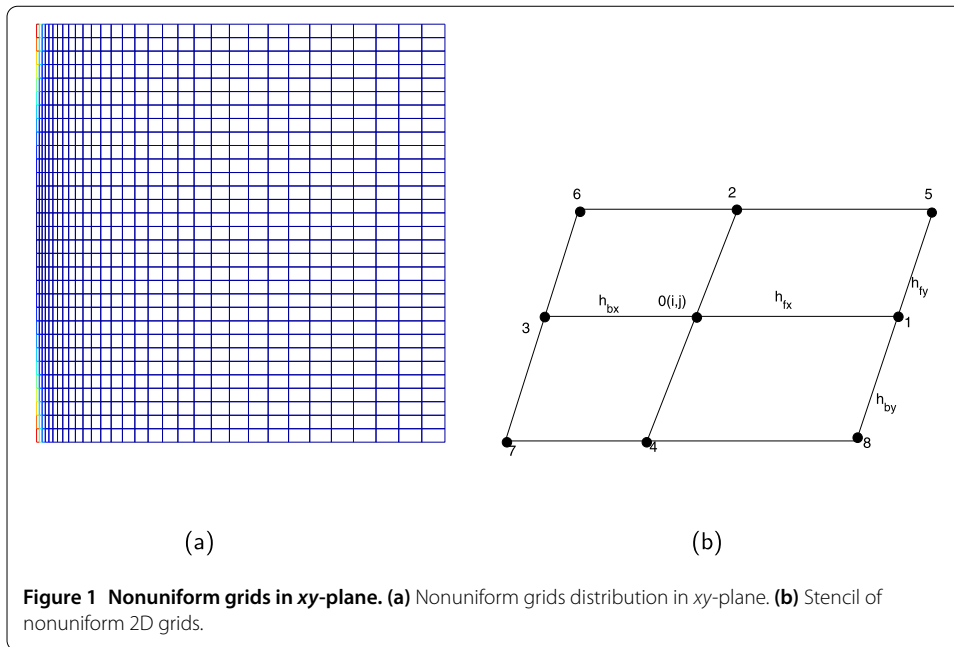 6 2 5
h_fy
h_bx 0(i,j) h_fx
3 1
h_by
7 4 8
(a) (b)
Figure 1 Nonuniform grids in xy-plane. (a) Nonuniform grids distribution in xy-plane. (b) Stencil of
nonuniform 2D grids.